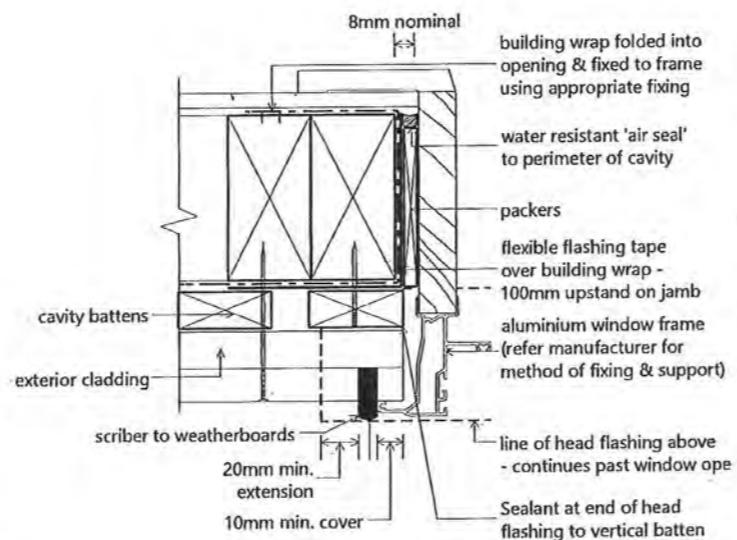 8mm nominal
building wrap folded into
opening & fixed to frame
using appropriate fixing
water resistant 'air seal'
to perimeter of cavity
packers
flexible flashing tape
over building wrap -
100mm upstand on jamb
cavity battens
aluminium window frame
(refer manufacturer for
method of fixing & support)
exterior cladding
scriber to weatherboards
line of head flashing above
- continues past window ope
20mm min.
extension
10mm min. cover
Sealant at end of head
flashing to vertical batten